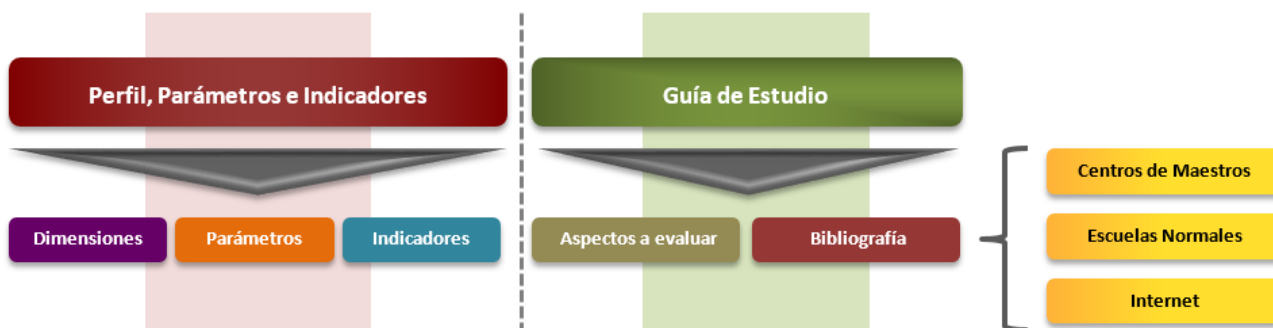 Perfil, Parámetros e Indicadores
Guía de Estudio
Dimensiones
Parámetros
Indicadores
Aspectos a evaluar
Bibliografía
Centros de Maestros
Escuelas Normales
Internet